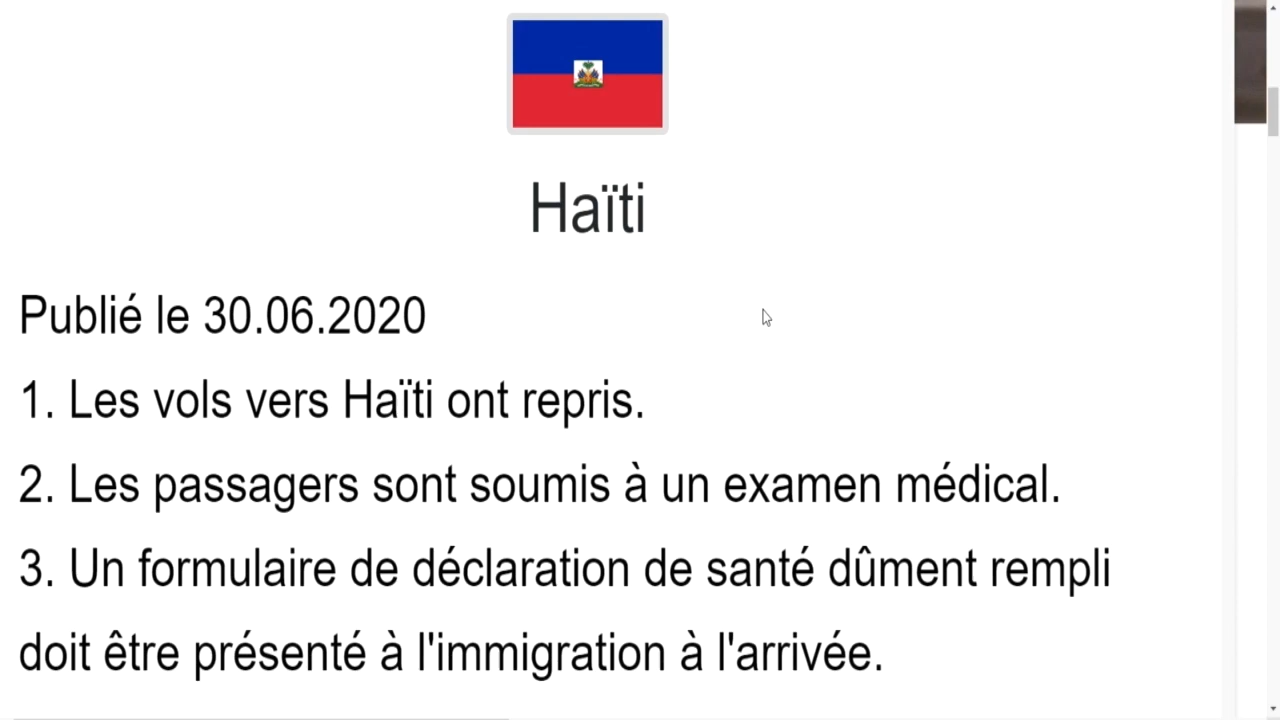 Haïti
Publié le 30.06.2020
1. Les vols vers Haïti ont repris.
2. Les passagers sont soumis à un examen médical.
3. Un formulaire de déclaration de santé dûment rempli
doit être présenté à l'immigration à l'arrivée.